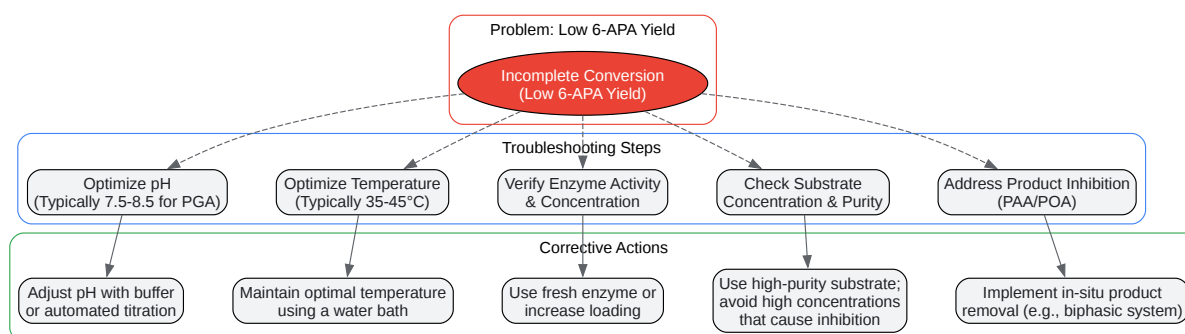 Problem: Low 6-APA Yield
Incomplete Conversion
(Low 6-APA Yield)
Troubleshooting Steps
Optimize pH
(Typically 7.5-8.5 for PGA)
Optimize Temperature
(Typically 35-45°C)
Verify Enzyme Activity
& Concentration
Check Substrate
Concentration & Purity
Address Product Inhibition
(PAA/POA)
Corrective Actions
Adjust pH with buffer
or automated titration
Maintain optimal temperature
using a water bath
Use fresh enzyme or
increase loading
Use high-purity substrate;
avoid high concentrations
that cause inhibition
Implement in-situ product
removal (e.g., biphasic system)